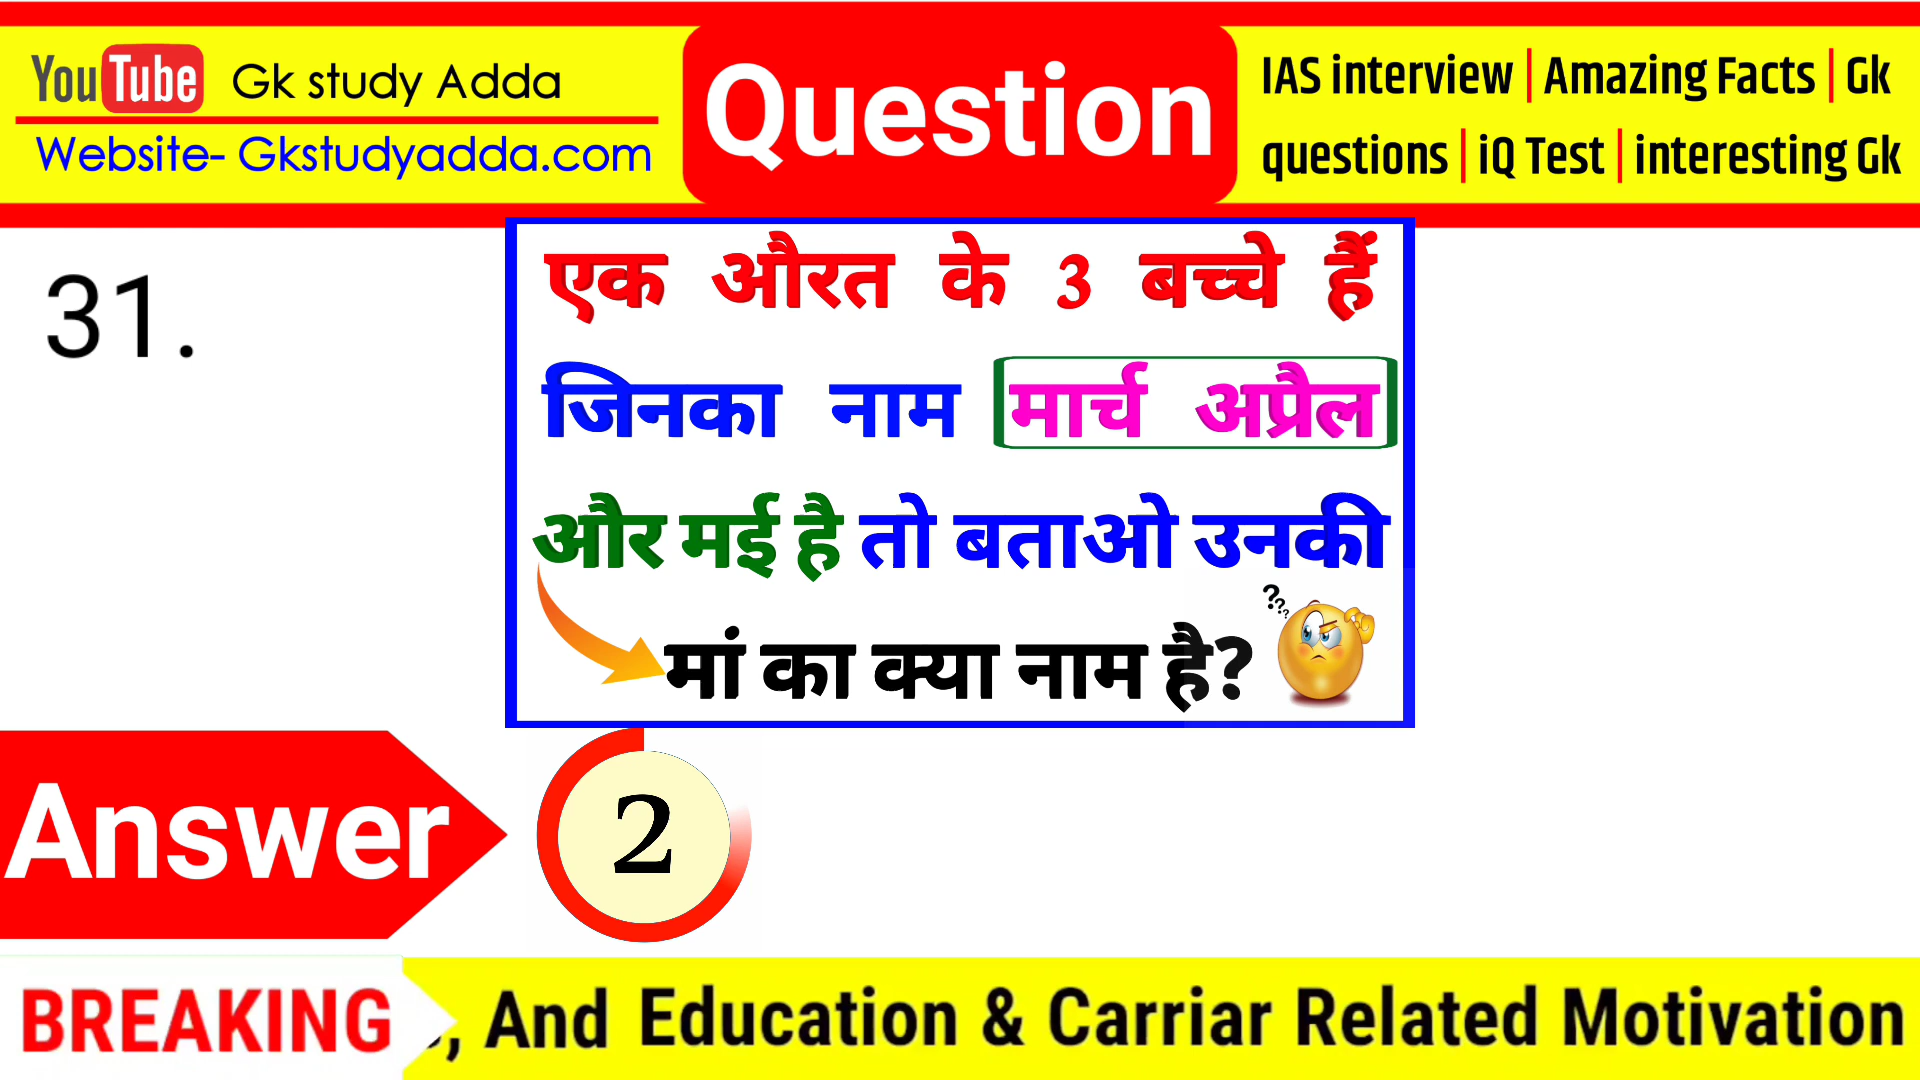 YouTube Gk study Adda
Website- Gkstudyadda.com
Question
IAS interview | Amazing Facts | Gk
questions | iQ Test | interesting Gk
31.
एक औरत के 3 बच्चे हैं
जिनका नाम मार्च अप्रैल
और मई है तो बताओ उनकी
मां का क्या नाम है?
???
Answer
2
BREAKING , And Education & Carriar Related Motivation